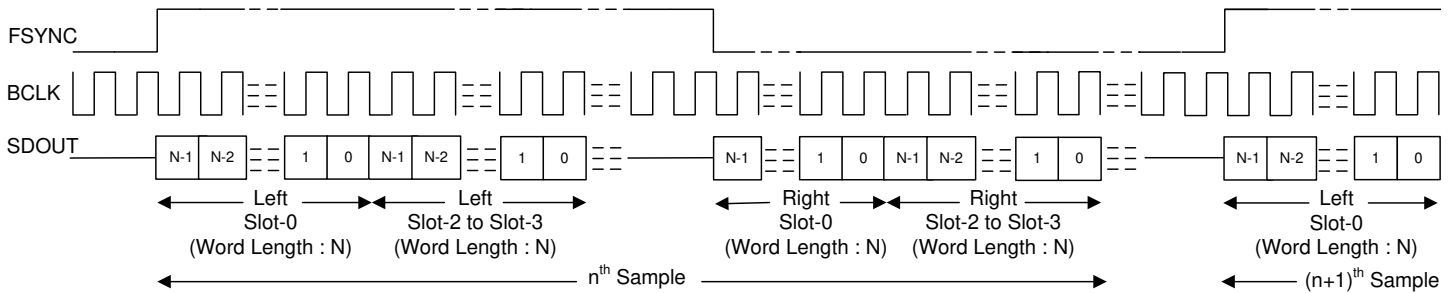 FSYNC
BCLK
SDOUT
N-1 N-2 1 0 N-1 N-2 1 0 N-1 1 0 N-1 N-2 1 0 N-1 N-2 1 0
Left Left Right Right Left
Slot-0 Slot-2 to Slot-3 Slot-0 Slot-2 to Slot-3 Slot-0
(Word Length : N) (Word Length : N) (Word Length : N) (Word Length : N) (Word Length : N)
nth Sample (n+1)th Sample